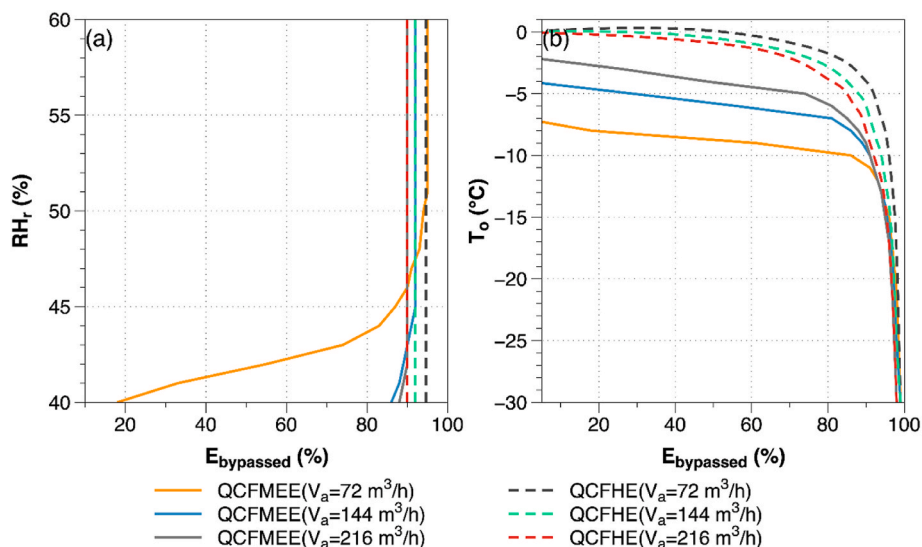 (a)
60
55
50
45
40
RHr (%)
20 40 60 80 100
Ebypassed (%)
(b)
0
−5
−10
−15
−20
−25
−30
To (°C)
20 40 60 80 100
Ebypassed (%)
QCFMEE(Va=72 m³/h)
QCFMEE(Va=144 m³/h)
QCFMEE(Va=216 m³/h)
QCFHE(Va=72 m³/h)
QCFHE(Va=144 m³/h)
QCFHE(Va=216 m³/h)